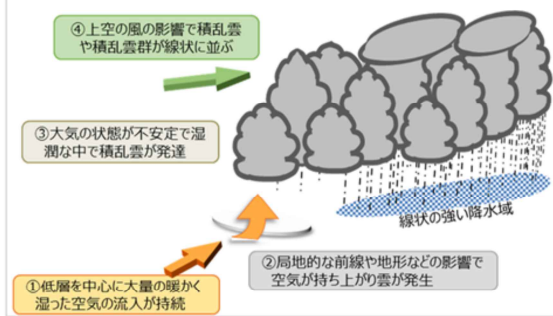 ④上空の風の影響で積乱雲
や積乱雲群が線状に並ぶ
③大気の状態が不安定で湿
潤な中で積乱雲が発達
線状の強い降水域
②局地的な前線や地形などの影響で
空気が持ち上がり雲が発生
①低層を中心に大量の暖かく
湿った空気の流入が持続